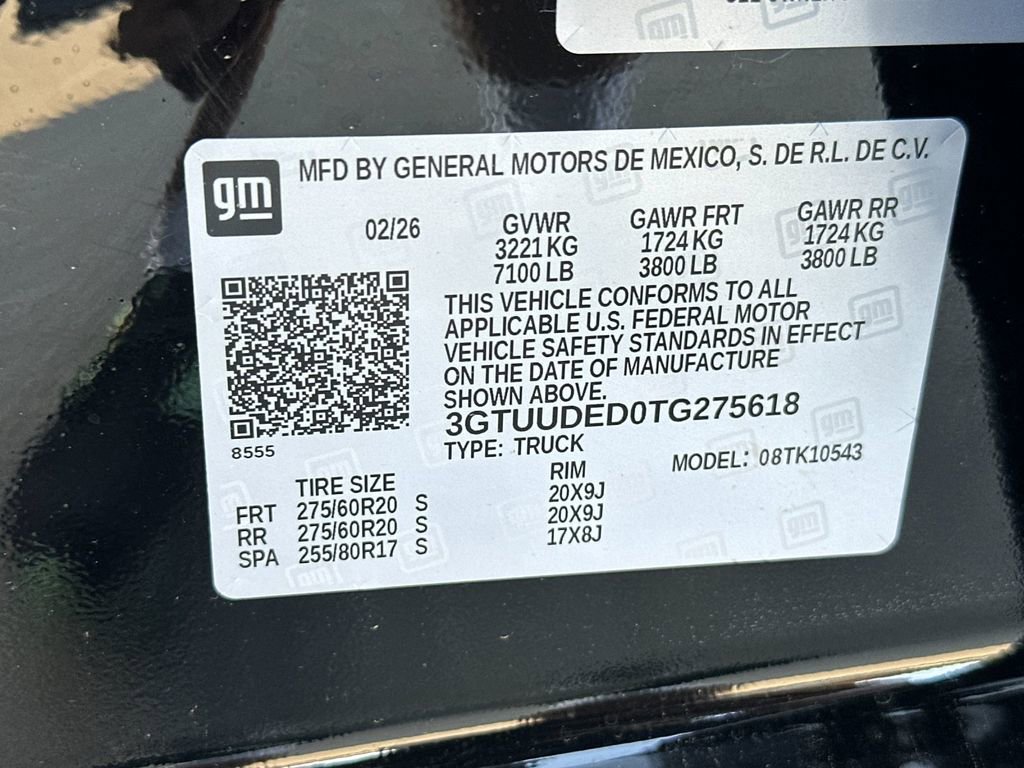 gm
MFD BY GENERAL MOTORS DE MEXICO, S. DE R.L. DE C.V.
02/26 GVWR GAWR FRT GAWR RR
3221 KG 1724 KG 1724 KG
7100 LB 3800 LB 3800 LB
THIS VEHICLE CONFORMS TO ALL
APPLICABLE U.S. FEDERAL MOTOR
VEHICLE SAFETY STANDARDS IN EFFECT
ON THE DATE OF MANUFACTURE
SHOWN ABOVE.
3GTUUDED0TG275618
8555
TYPE: TRUCK
MODEL: 08TK10543
TIRE SIZE RIM
FRT 275/60R20 S 20X9J
RR 275/60R20 S 20X9J
SPA 255/80R17 S 17X8J